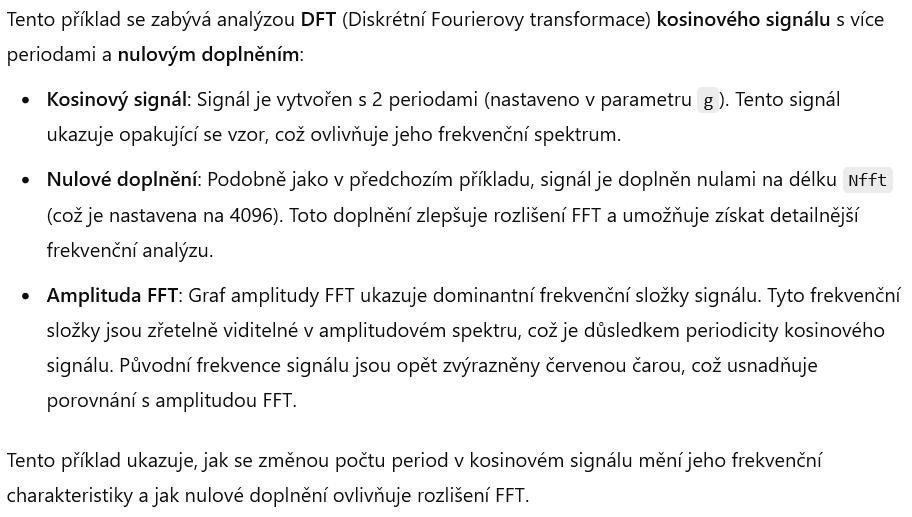 Tento příklad se zabývá analýzou DFT (Diskrétní Fourierovy transformace) kosinového signálu s více
periodami a nulovým doplněním:
• Kosinový signál: Signál je vytvořen s 2 periodami (nastaveno v parametru g). Tento signál
ukazuje opakující se vzor, což ovlivňuje jeho frekvenční spektrum.
• Nulové doplnění: Podobně jako v předchozím příkladu, signál je doplněn nulami na délku Nfft
(což je nastavena na 4096). Toto doplnění zlepšuje rozlišení FFT a umožňuje získat detailnější
frekvenční analýzu.
• Amplituda FFT: Graf amplitudy FFT ukazuje dominantní frekvenční složky signálu. Tyto frekvenční
složky jsou zřetelně viditelné v amplitudovém spektru, což je důsledkem periodicity kosinového
signálu. Původní frekvence signálu jsou opět zvýrazněny červenou čarou, což usnadňuje
porovnání s amplitudou FFT.
Tento příklad ukazuje, jak se změnou počtu period v kosinovém signálu mění jeho frekvenční
charakteristiky a jak nulové doplnění ovlivňuje rozlišení FFT.